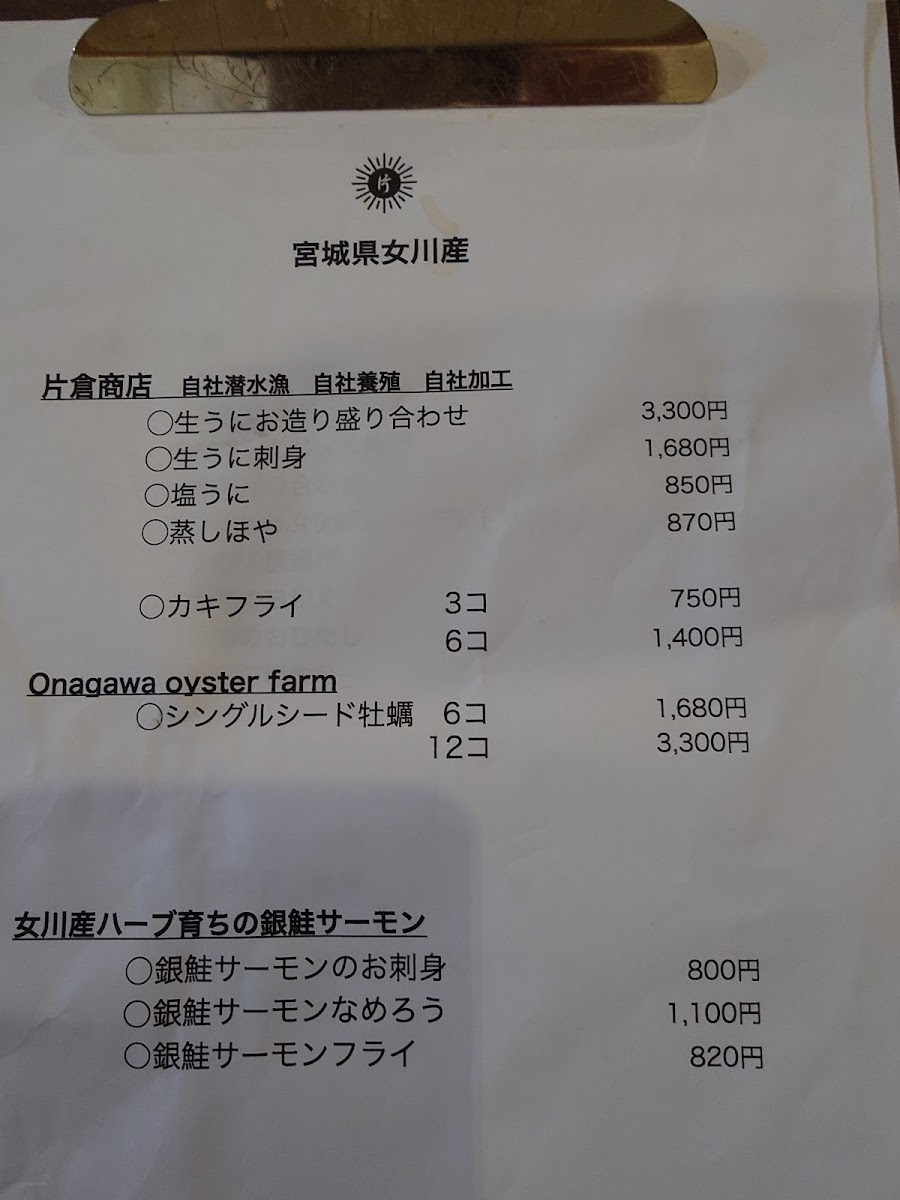 片
宮城県女川産
片倉商店 自社潜水漁 自社養殖 自社加工
○生うにお造り盛り合わせ 3,300円
○生うに刺身 1,680円
○塩うに 850円
○蒸しほや 870円
○カキフライ 3コ 750円
6コ 1,400円
Onagawa oyster farm
○シングルシード牡蠣 6コ 1,680円
12コ 3,300円
女川産ハーブ育ちの銀鮭サーモン
○銀鮭サーモンのお刺身 800円
○銀鮭サーモンなめろう 1,100円
○銀鮭サーモンフライ 820円